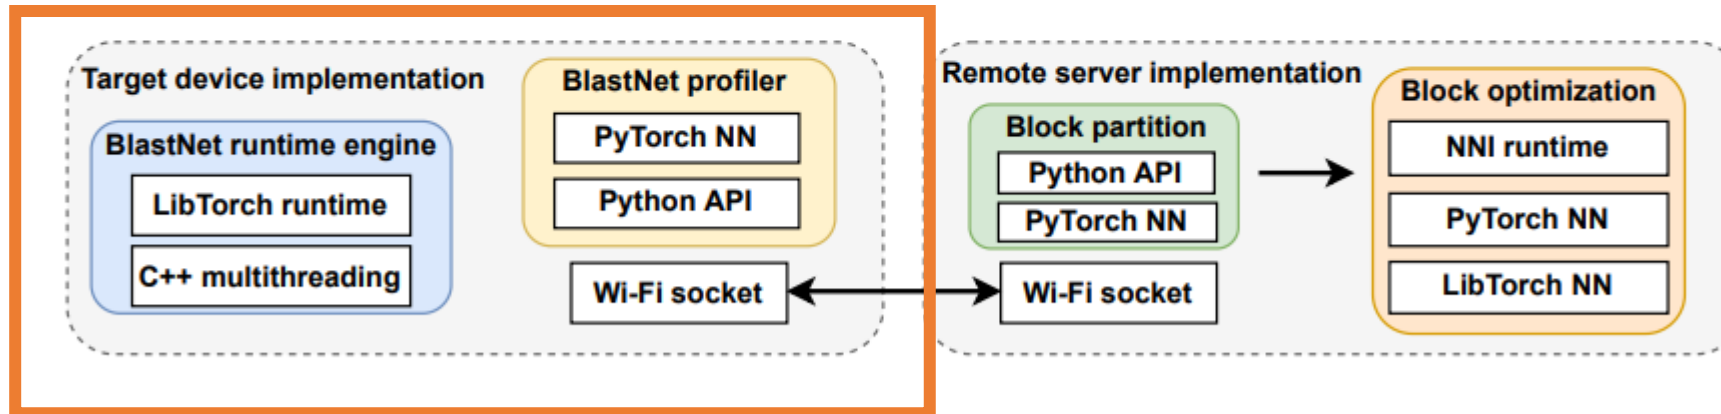 Target device implementation
BlastNet runtime engine
LibTorch runtime
C++ multithreading
BlastNet profiler
PyTorch NN
Python API
Wi-Fi socket
Remote server implementation
Block partition
Python API
PyTorch NN
Wi-Fi socket
Block optimization
NNI runtime
PyTorch NN
LibTorch NN